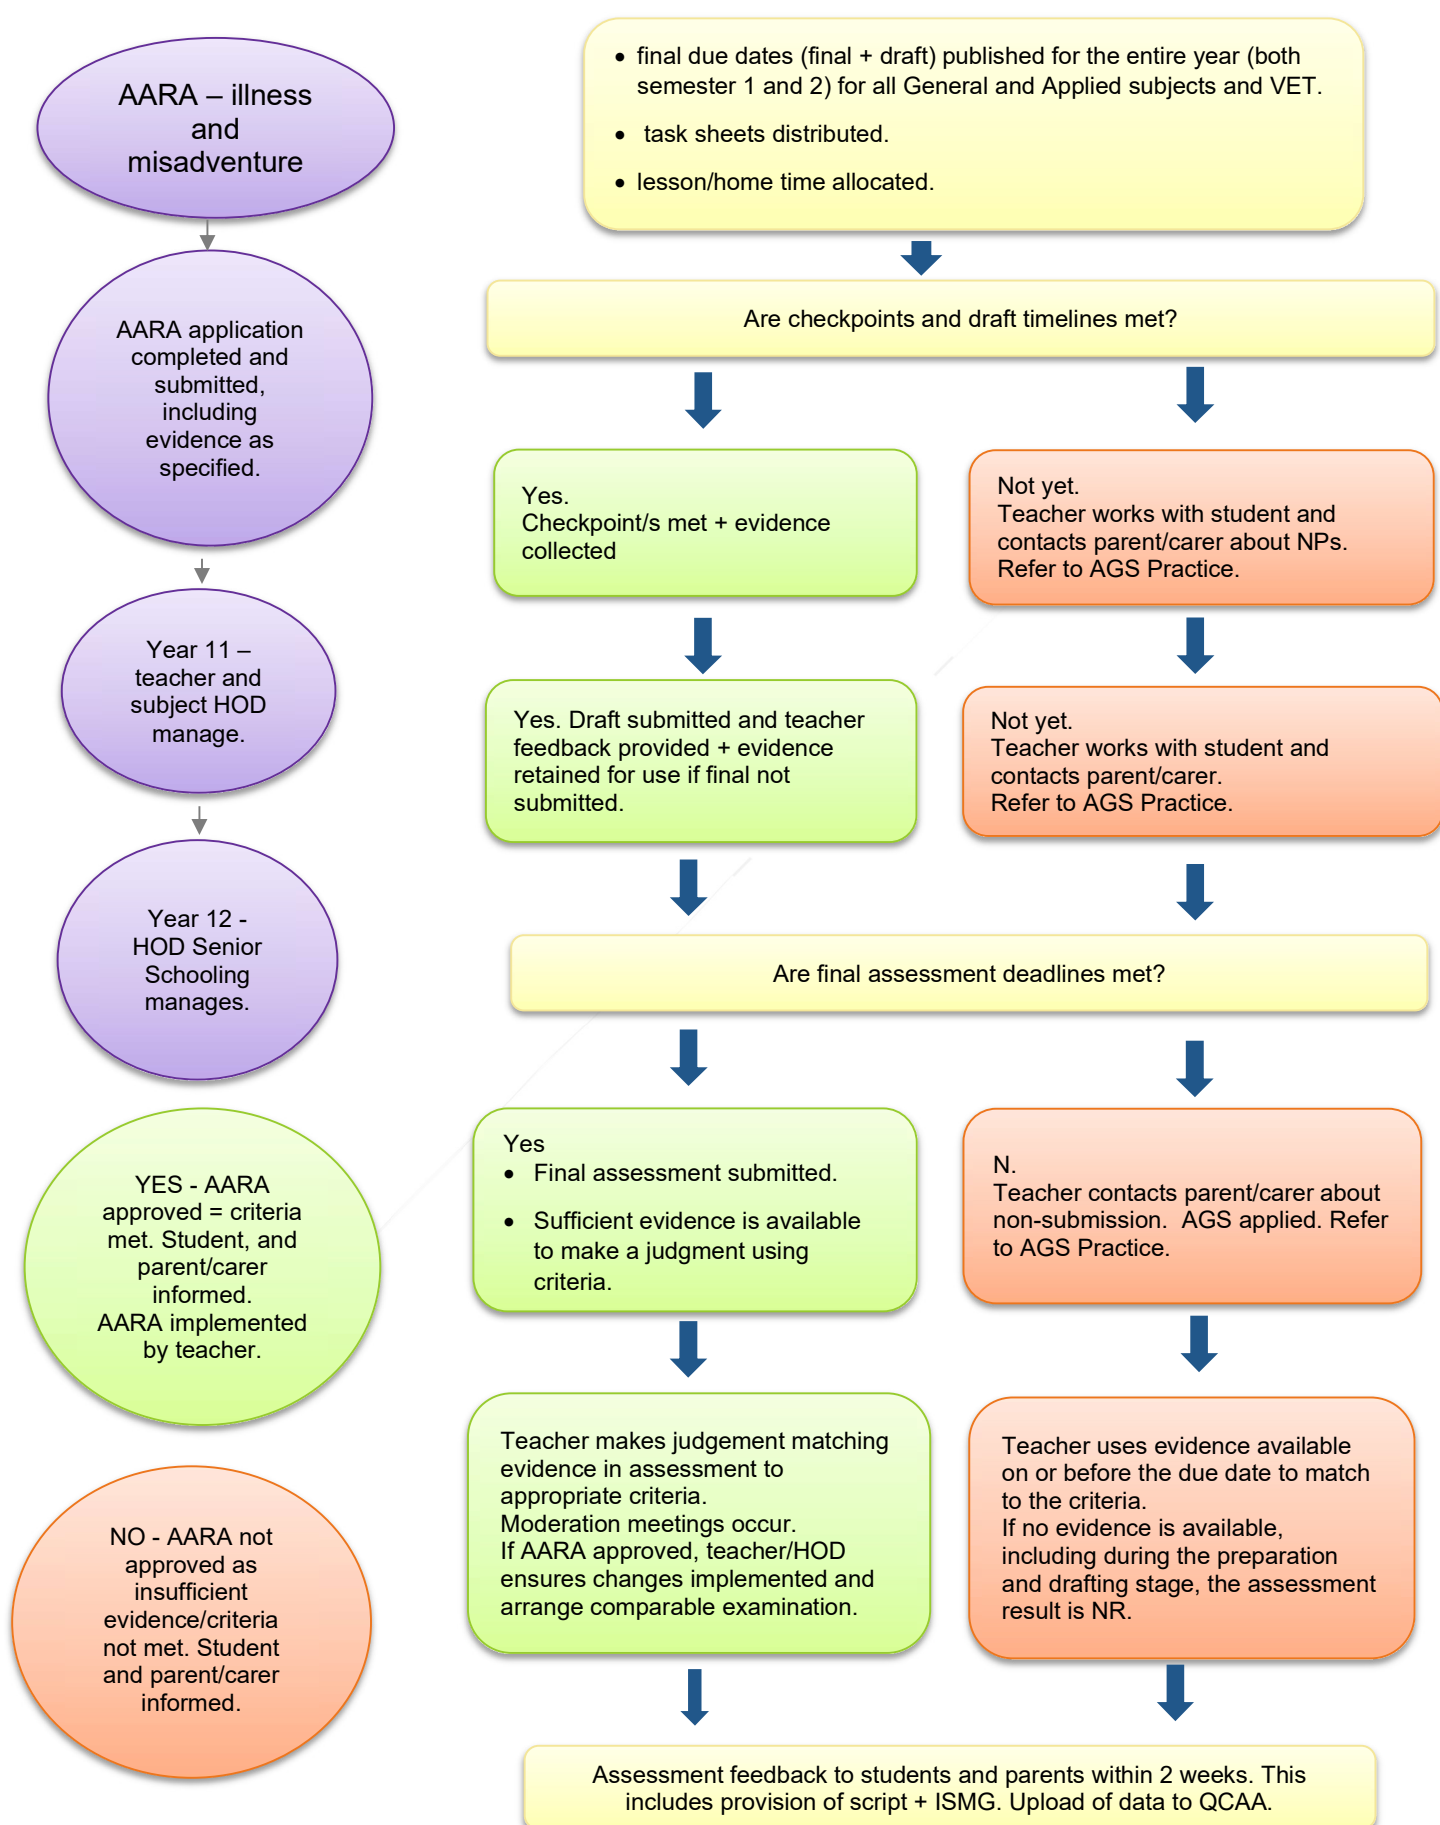 AARA – illness
and
misadventure
AARA application
completed and
submitted,
including
evidence as
specified.
Year 11 –
teacher and
subject HOD
manage.
Year 12 -
HOD Senior
Schooling
manages.
YES - AARA
approved = criteria
met. Student, and
parent/carer
informed.
AARA implemented
by teacher.
NO - AARA not
approved as
insufficient
evidence/criteria
not met. Student
and parent/carer
informed.
• final due dates (final + draft) published for the entire year (both
semester 1 and 2) for all General and Applied subjects and VET.
• task sheets distributed.
• lesson/home time allocated.
Are checkpoints and draft timelines met?
Yes.
Checkpoint/s met + evidence
collected
Not yet.
Teacher works with student and
contacts parent/carer about NPs.
Refer to AGS Practice.
Yes. Draft submitted and teacher
feedback provided + evidence
retained for use if final not
submitted.
Not yet.
Teacher works with student and
contacts parent/carer.
Refer to AGS Practice.
Are final assessment deadlines met?
Yes
• Final assessment submitted.
• Sufficient evidence is available
to make a judgment using
criteria.
N.
Teacher contacts parent/carer about
non-submission. AGS applied. Refer
to AGS Practice.
Teacher makes judgement matching
evidence in assessment to
appropriate criteria.
Moderation meetings occur.
If AARA approved, teacher/HOD
ensures changes implemented and
arrange comparable examination.
Teacher uses evidence available
on or before the due date to match
to the criteria.
If no evidence is available,
including during the preparation
and drafting stage, the assessment
result is NR.
Assessment feedback to students and parents within 2 weeks. This
includes provision of script + ISMG. Upload of data to QCAA.